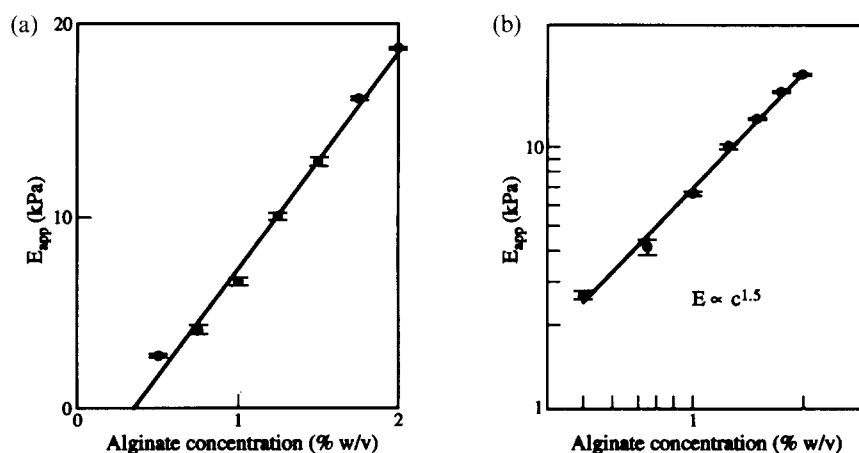 (a)
20
10
0
E_app (kPa)
0 1 2
Alginate concentration (% w/v)
(b)
10
2
1
E_app (kPa)
E ∝ c^1.5
1
Alginate concentration (% w/v)